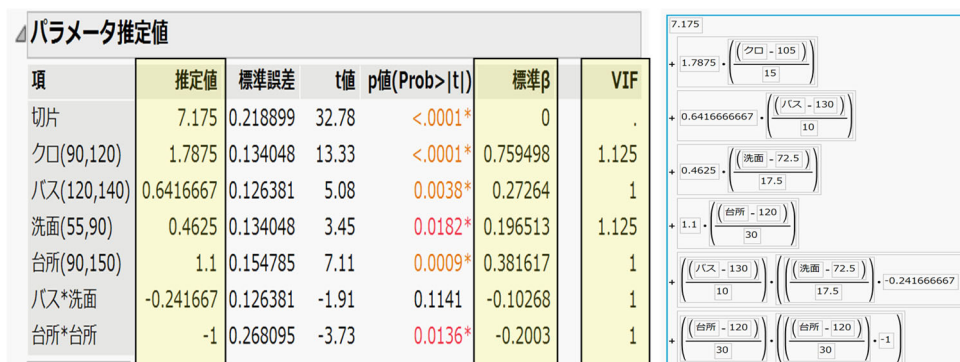 パラメータ推定値
項 推定値 標準誤差 t値 p値(Prob>|t|) 標準β VIF
切片 7.175 0.218899 32.78 <.0001* 0 .
クロ(90,120) 1.7875 0.134048 13.33 <.0001* 0.759498 1.125
バス(120,140) 0.6416667 0.126381 5.08 0.0038* 0.27264 1
洗面(55,90) 0.4625 0.134048 3.45 0.0182* 0.196513 1.125
台所(90,150) 1.1 0.154785 7.11 0.0009* 0.381617 1
バス*洗面 -0.241667 0.126381 -1.91 0.1141 -0.10268 1
台所*台所 -1 0.268095 -3.73 0.0136* -0.2003 1
7.175
+ 1.7875 • ((クロ - 105)
15)
+ 0.6416666667 • ((バス - 130)
10)
+ 0.4625 • ((洗面 - 72.5)
17.5)
+ 1.1 • ((台所 - 120)
30)
+ ((バス - 130) • ((洗面 - 72.5) • -0.241666667
10 17.5
+ ((台所 - 120) • ((台所 - 120) • -1
30 30